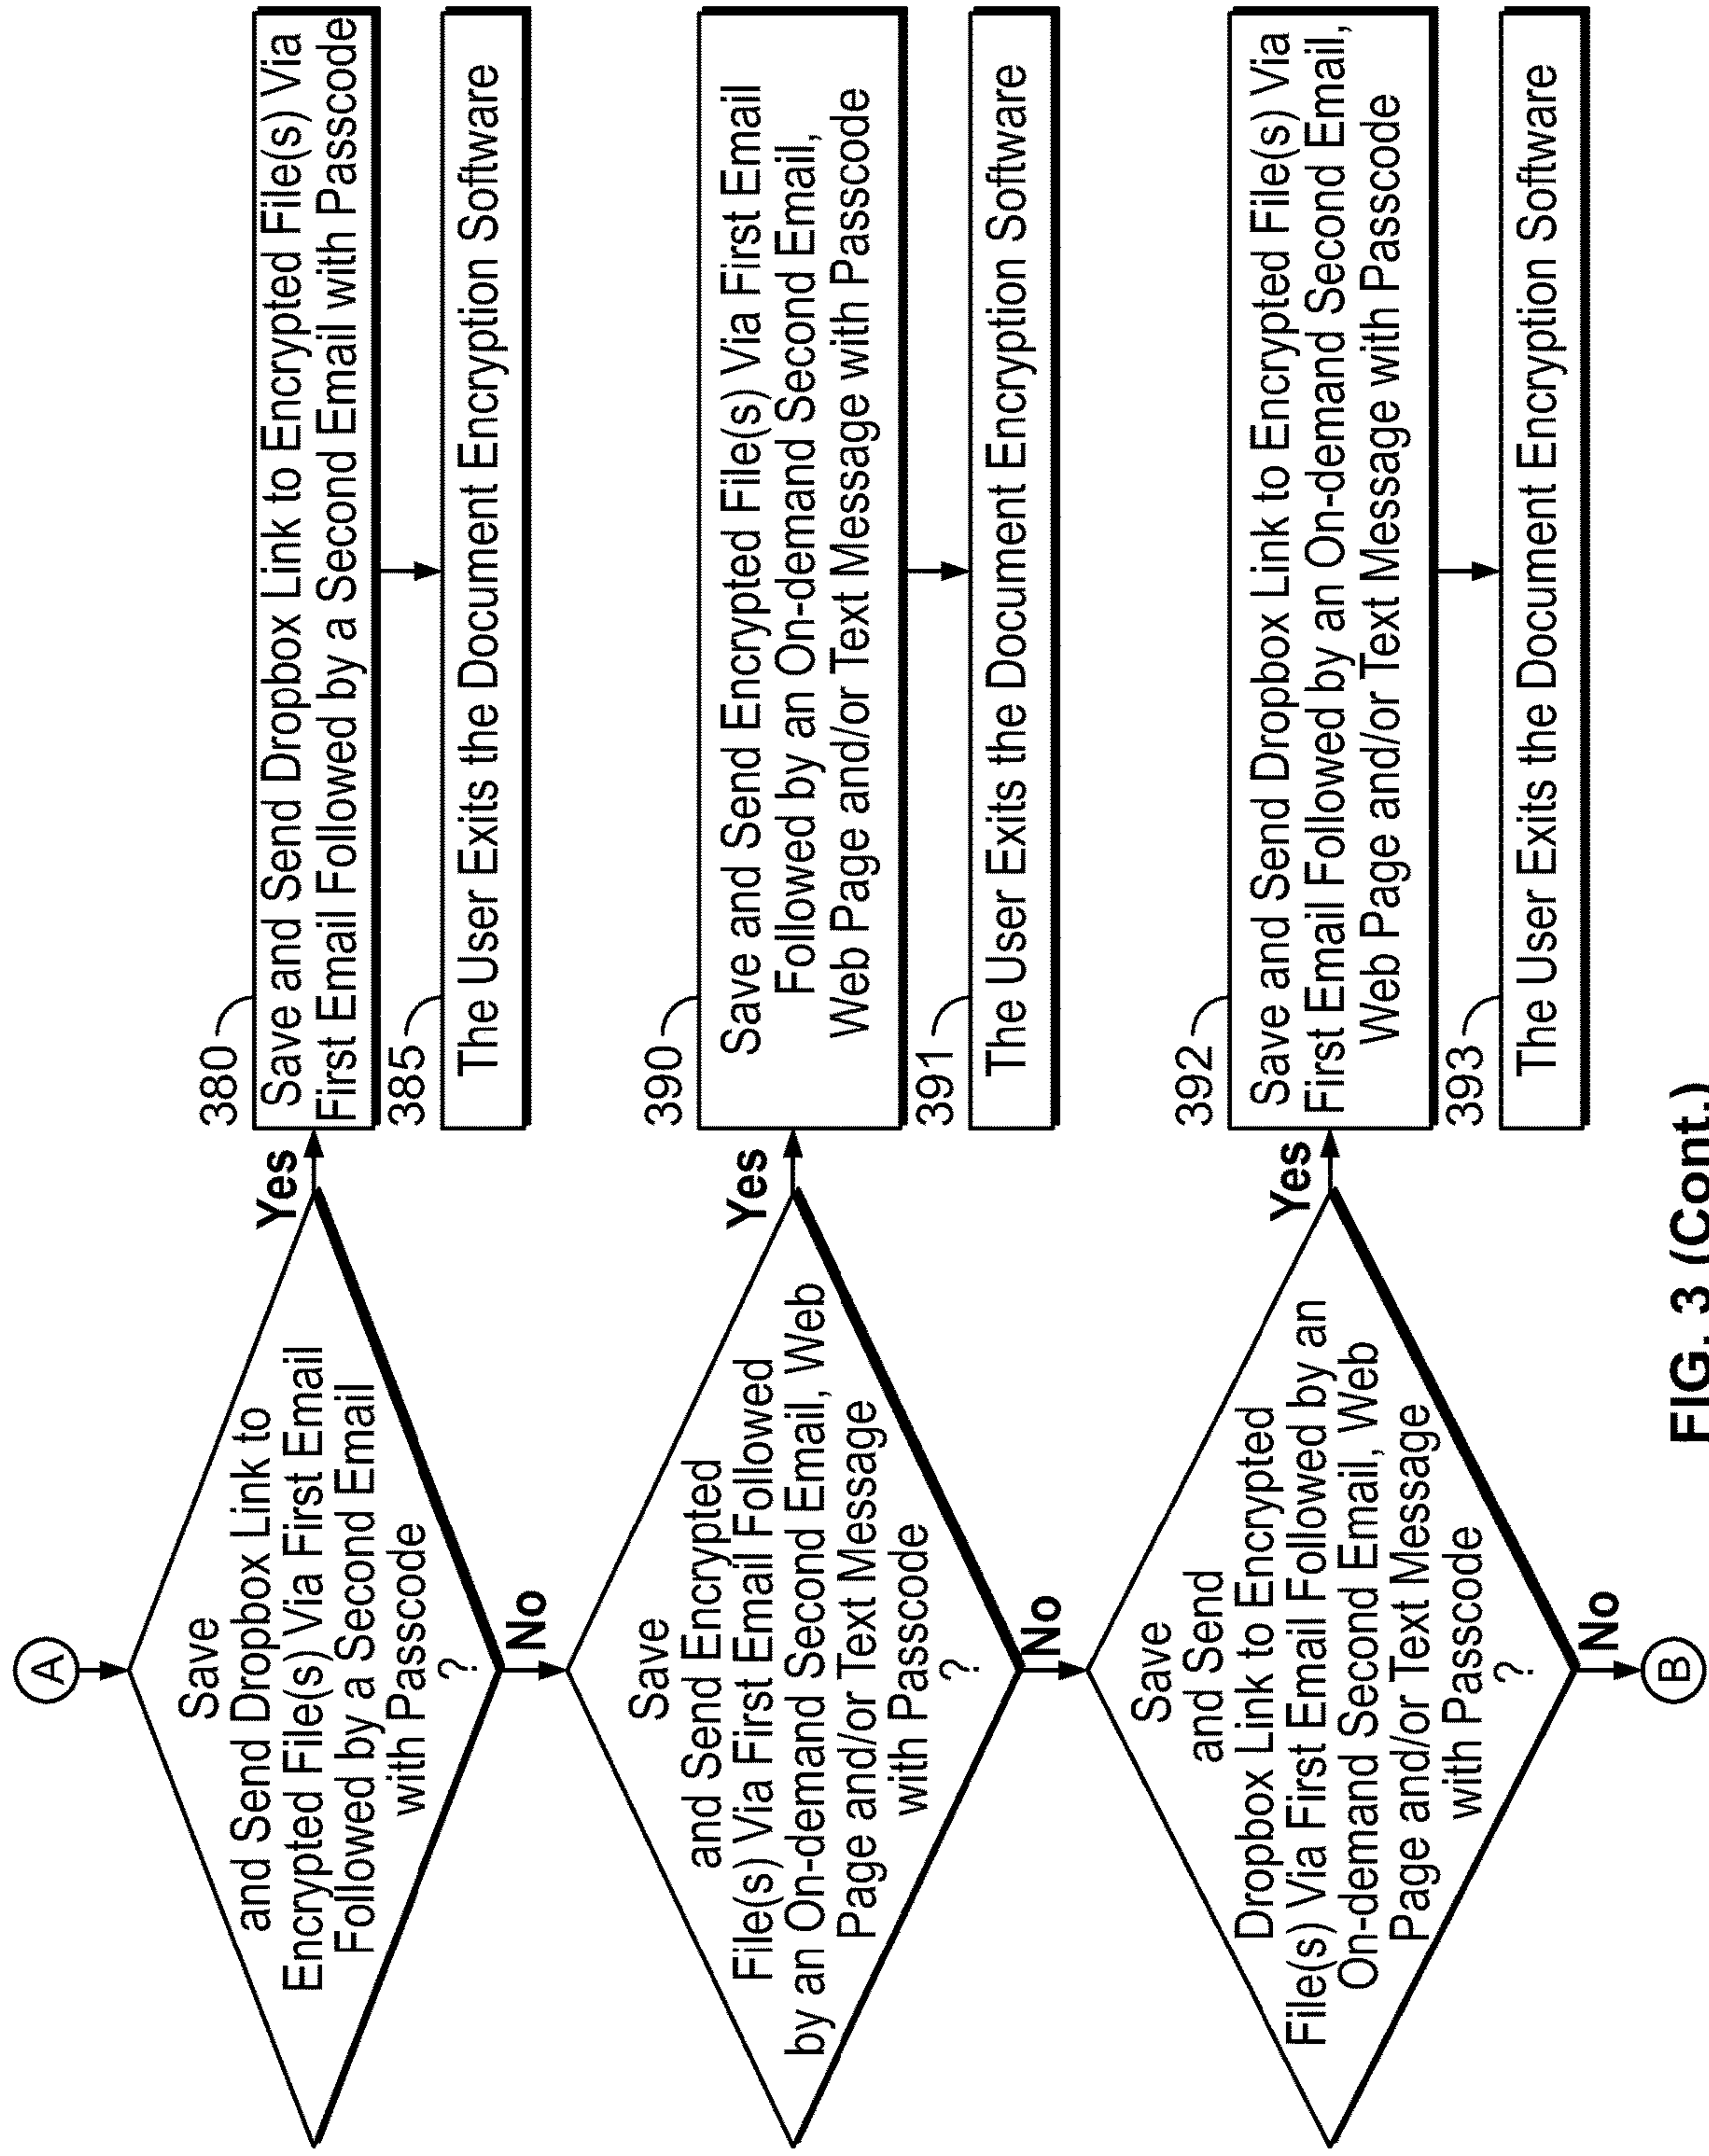 A
Save
and Send Dropbox Link to
Encrypted File(s) Via First Email
Followed by a Second Email
with Passcode
?
Yes
380
Save and Send Dropbox Link to Encrypted File(s) Via
First Email Followed by a Second Email with Passcode
385
The User Exits the Document Encryption Software
No
Save
and Send Encrypted
File(s) Via First Email Followed
by an On-demand Second Email, Web
Page and/or Text Message
with Passcode
?
Yes
390
Save and Send Encrypted File(s) Via First Email
Followed by an On-demand Second Email,
Web Page and/or Text Message with Passcode
391
The User Exits the Document Encryption Software
No
Save
and Send
Dropbox Link to Encrypted
File(s) Via First Email Followed by an
On-demand Second Email, Web
Page and/or Text Message
with Passcode
?
Yes
392
Save and Send Dropbox Link to Encrypted File(s) Via
First Email Followed by an On-demand Second Email,
Web Page and/or Text Message with Passcode
393
The User Exits the Document Encryption Software
No
B
FIG. 3 (Cont.)